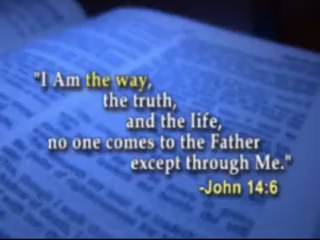 "I Am the way,
the truth,
and the life,
no one comes to the Father
except through Me."
-John 14:6